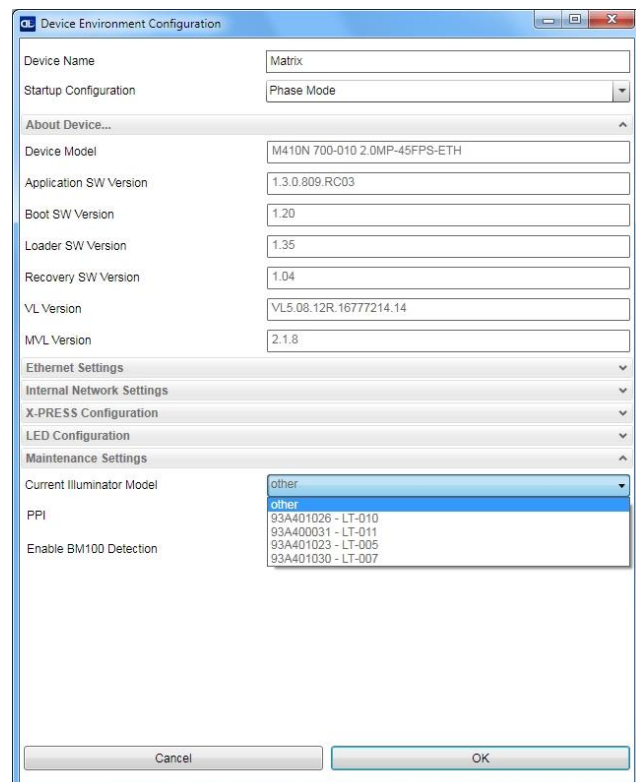 Device Environment Configuration
Device Name Matrix
Startup Configuration Phase Mode
About Device...
Device Model M410N 700-010 2.0MP-45FPS-ETH
Application SW Version 1.3.0.809.RC03
Boot SW Version 1.20
Loader SW Version 1.35
Recovery SW Version 1.04
VL Version VL5.08.12R.16777214.14
MVL Version 2.1.8
Ethernet Settings
Internal Network Settings
X-PRESS Configuration
LED Configuration
Maintenance Settings
Current Illuminator Model other
other
PPI 93A401026 - LT-010
93A400031 - LT-011
Enable BM100 Detection 93A401023 - LT-005
93A401030 - LT-007
Cancel OK